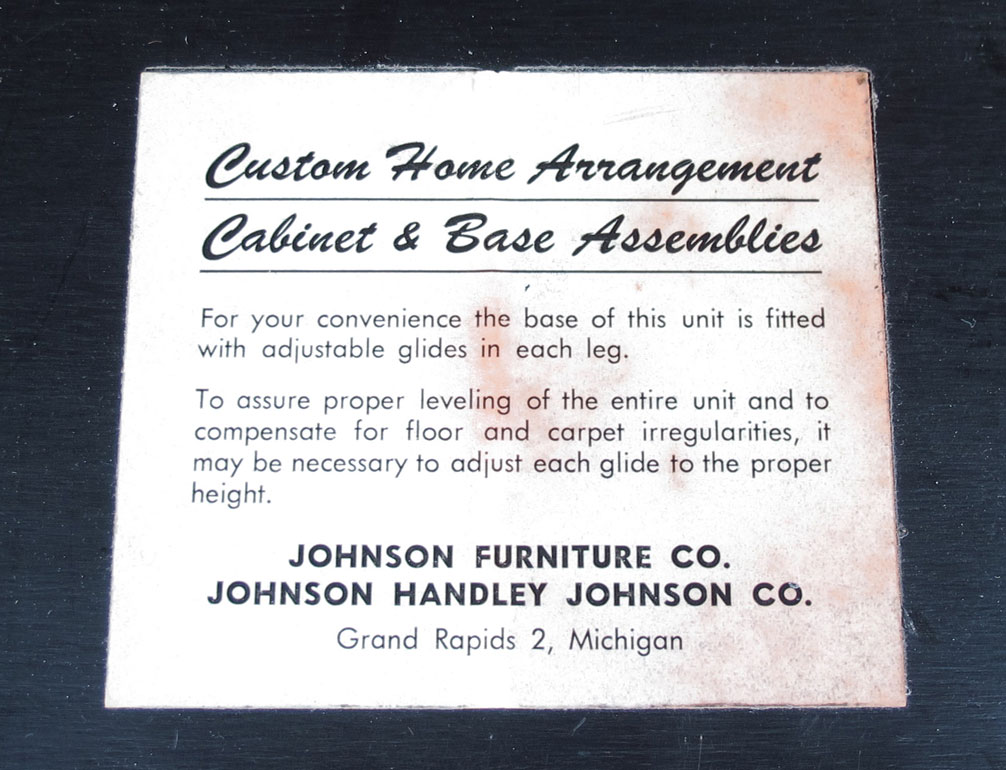 Custom Home Arrangement
Cabinet & Base Assemblies
For your convenience the base of this unit is fitted
with adjustable glides in each leg.
To assure proper leveling of the entire unit and to
compensate for floor and carpet irregularities, it
may be necessary to adjust each glide to the proper
height.
JOHNSON FURNITURE CO.
JOHNSON HANDLEY JOHNSON CO.
Grand Rapids 2, Michigan